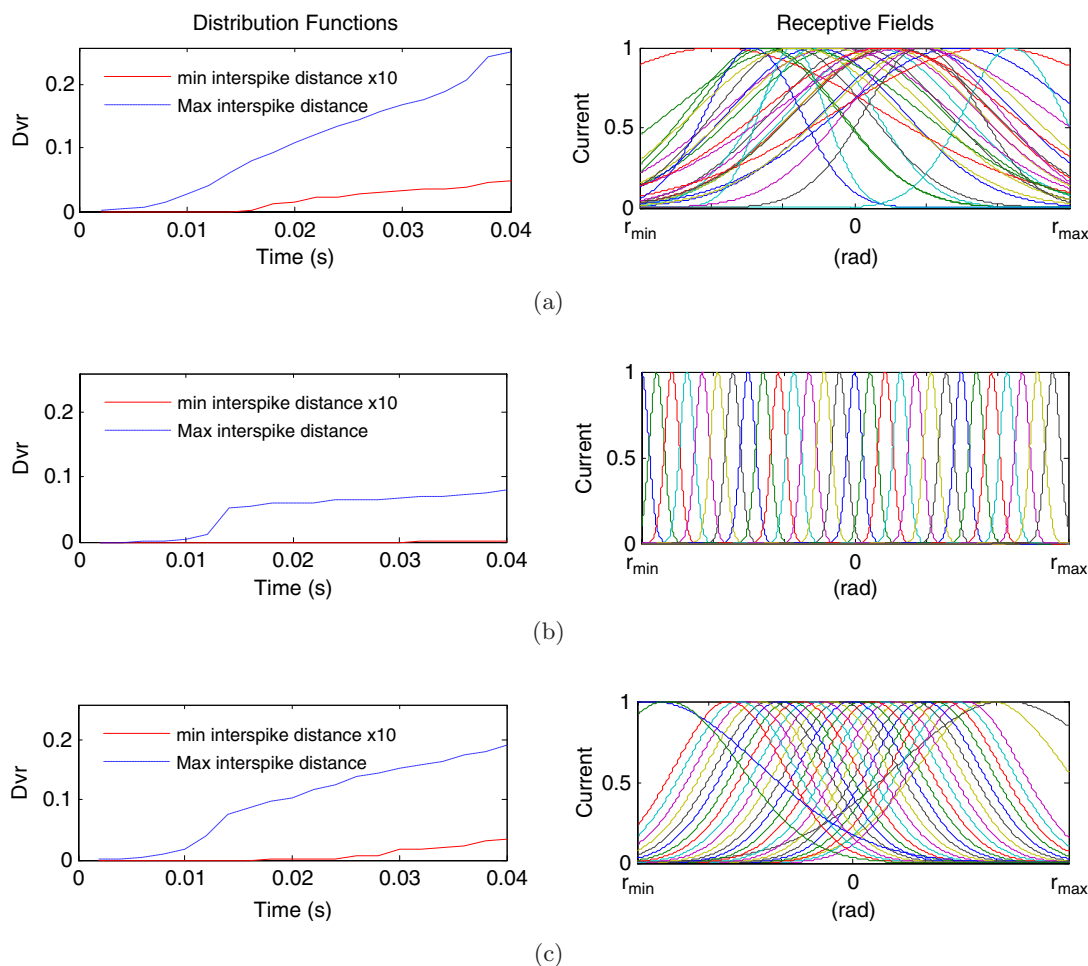 Distribution Functions
Receptive Fields
0.2
0.1
0
Dvr
min interspike distance x10
Max interspike distance
0
0.01
0.02
0.03
0.04
Time (s)
1
0.5
0
Current
r_min
0
r_max
(rad)
(a)
0.2
0.1
0
Dvr
min interspike distance x10
Max interspike distance
0
0.01
0.02
0.03
0.04
Time (s)
1
0.5
0
Current
r_min
0
r_max
(rad)
(b)
0.2
0.1
0
Dvr
min interspike distance x10
Max interspike distance
0
0.01
0.02
0.03
0.04
Time (s)
1
0.5
0
Current
r_min
0
r_max
(rad)
(c)